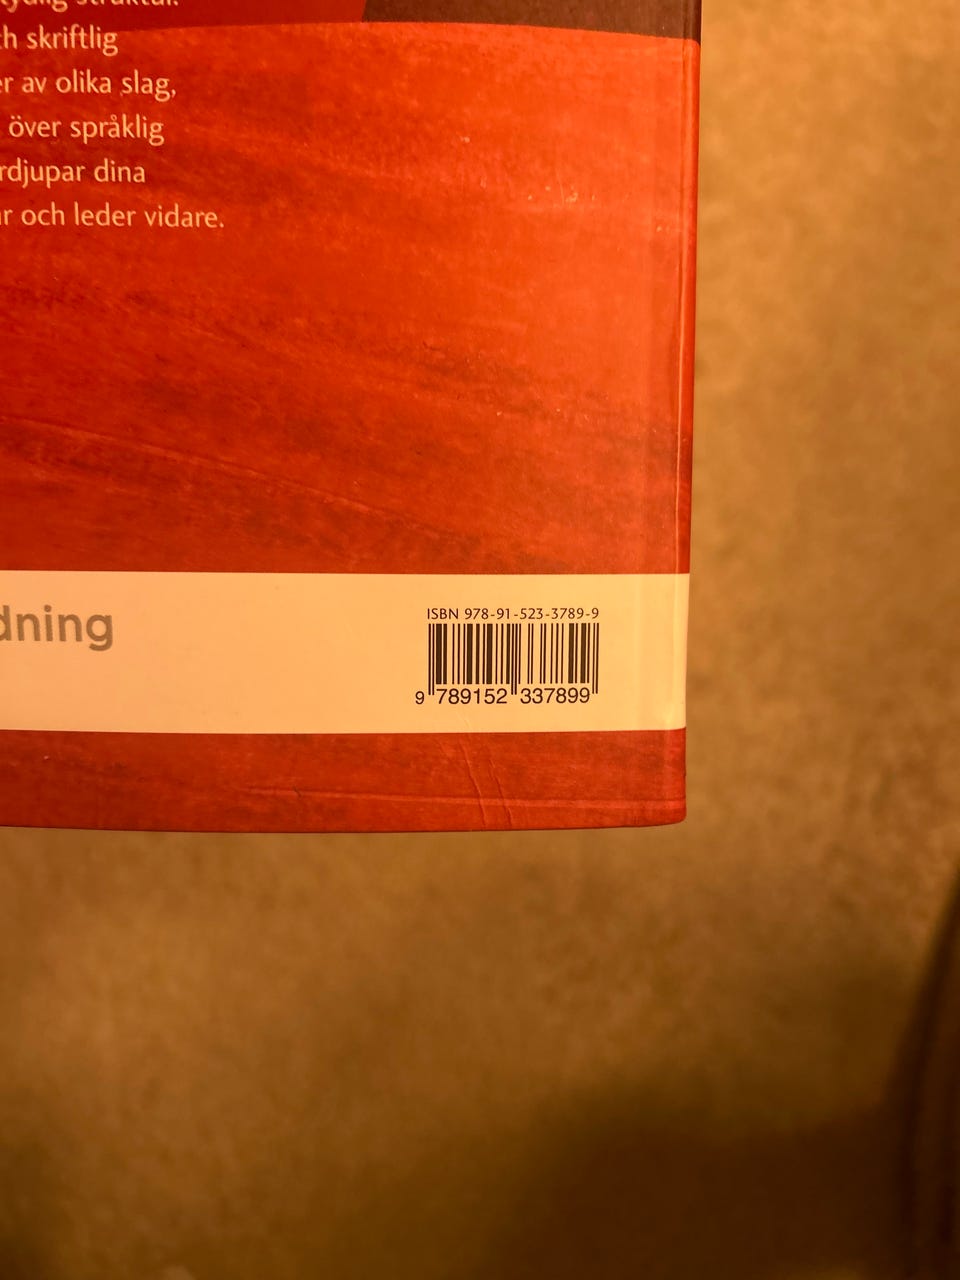 struktur.
skriftlig
av olika slag,
över språklig
rdjupar dina
r och leder vidare.
dning
ISBN 978-91-523-3789-9
9 789152 337899